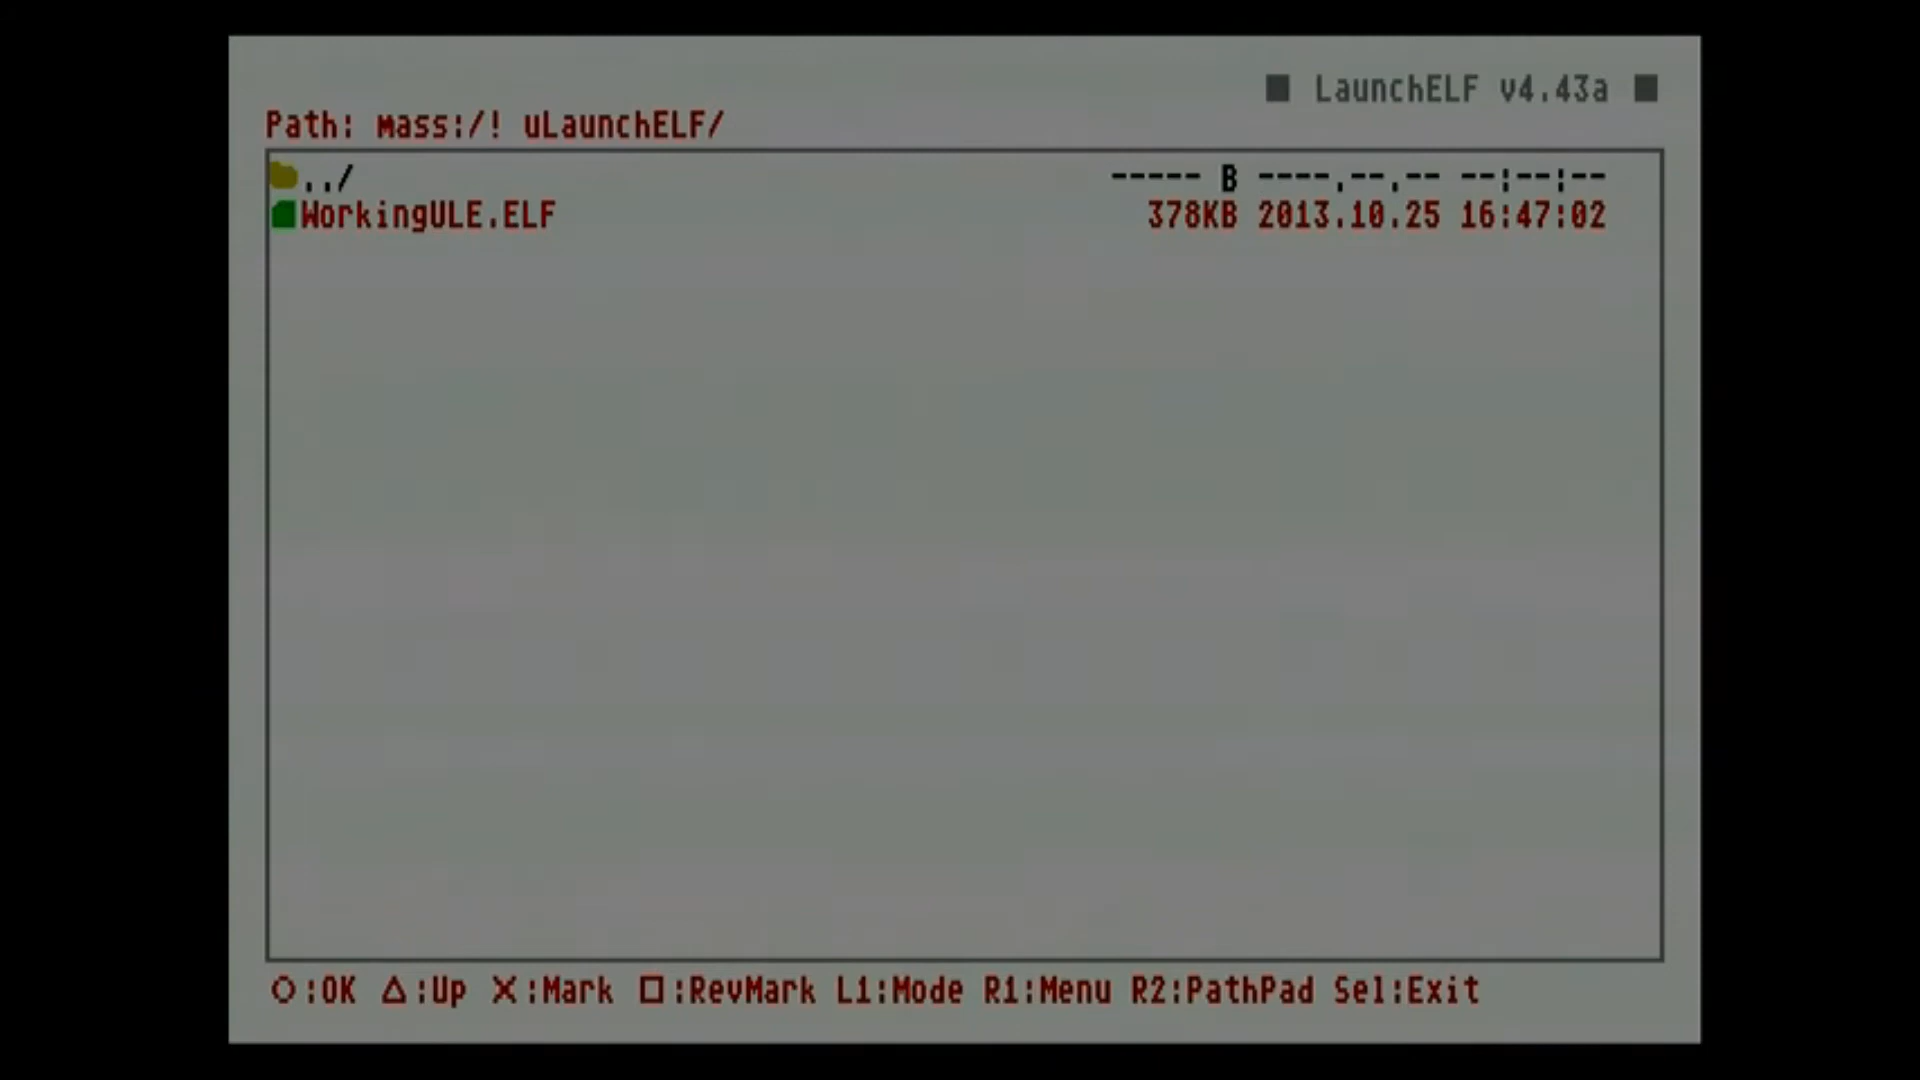 ■ LaunchELF v4.43a ■
Path: mass:/! uLaunchELF/
../ ----- B ----.--.-- --:--:--
WorkingULE.ELF 378KB 2013.10.25 16:47:02
○:OK △:Up ×:Mark □:RevMark L1:Mode R1:Menu R2:PathPad Sel:Exit